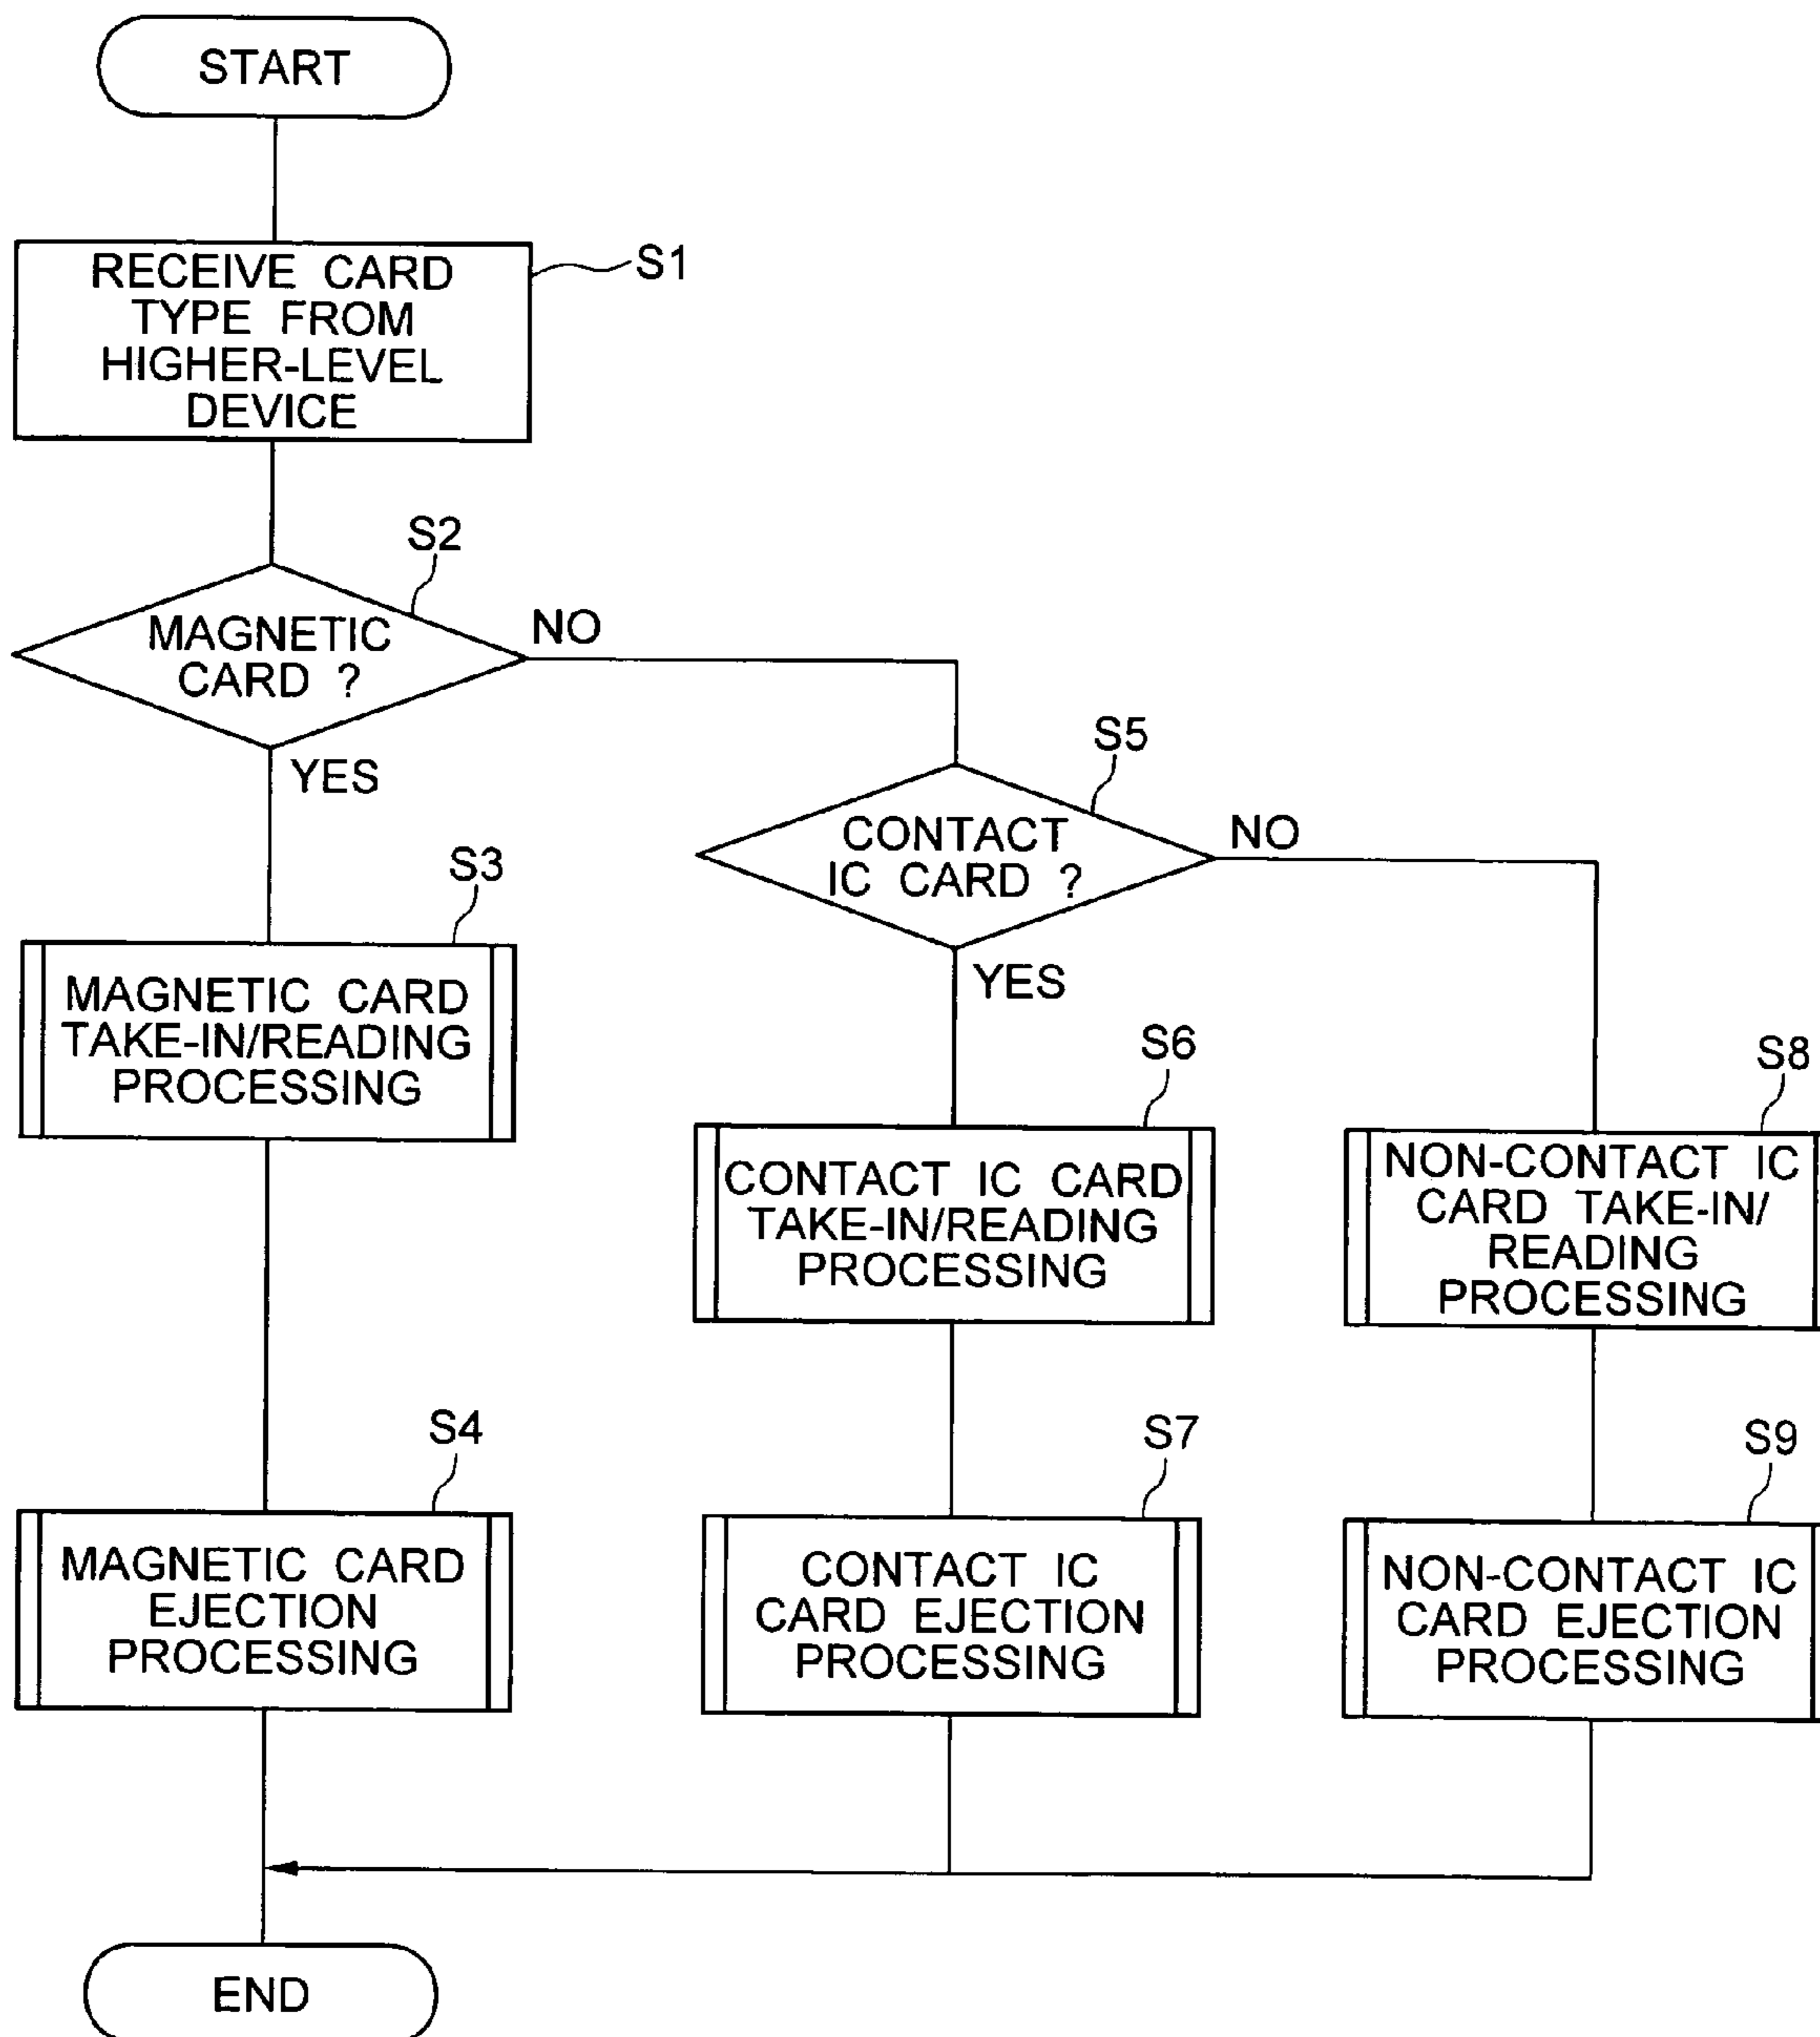 START
RECEIVE CARD
TYPE FROM
HIGHER-LEVEL
DEVICE
S1
S2
MAGNETIC
CARD ?
NO
YES
S5
CONTACT
IC CARD ?
NO
YES
S3
MAGNETIC CARD
TAKE-IN/READING
PROCESSING
S6
CONTACT IC CARD
TAKE-IN/READING
PROCESSING
S8
NON-CONTACT IC
CARD TAKE-IN/
READING
PROCESSING
S4
MAGNETIC CARD
EJECTION
PROCESSING
S7
CONTACT IC
CARD EJECTION
PROCESSING
S9
NON-CONTACT IC
CARD EJECTION
PROCESSING
END